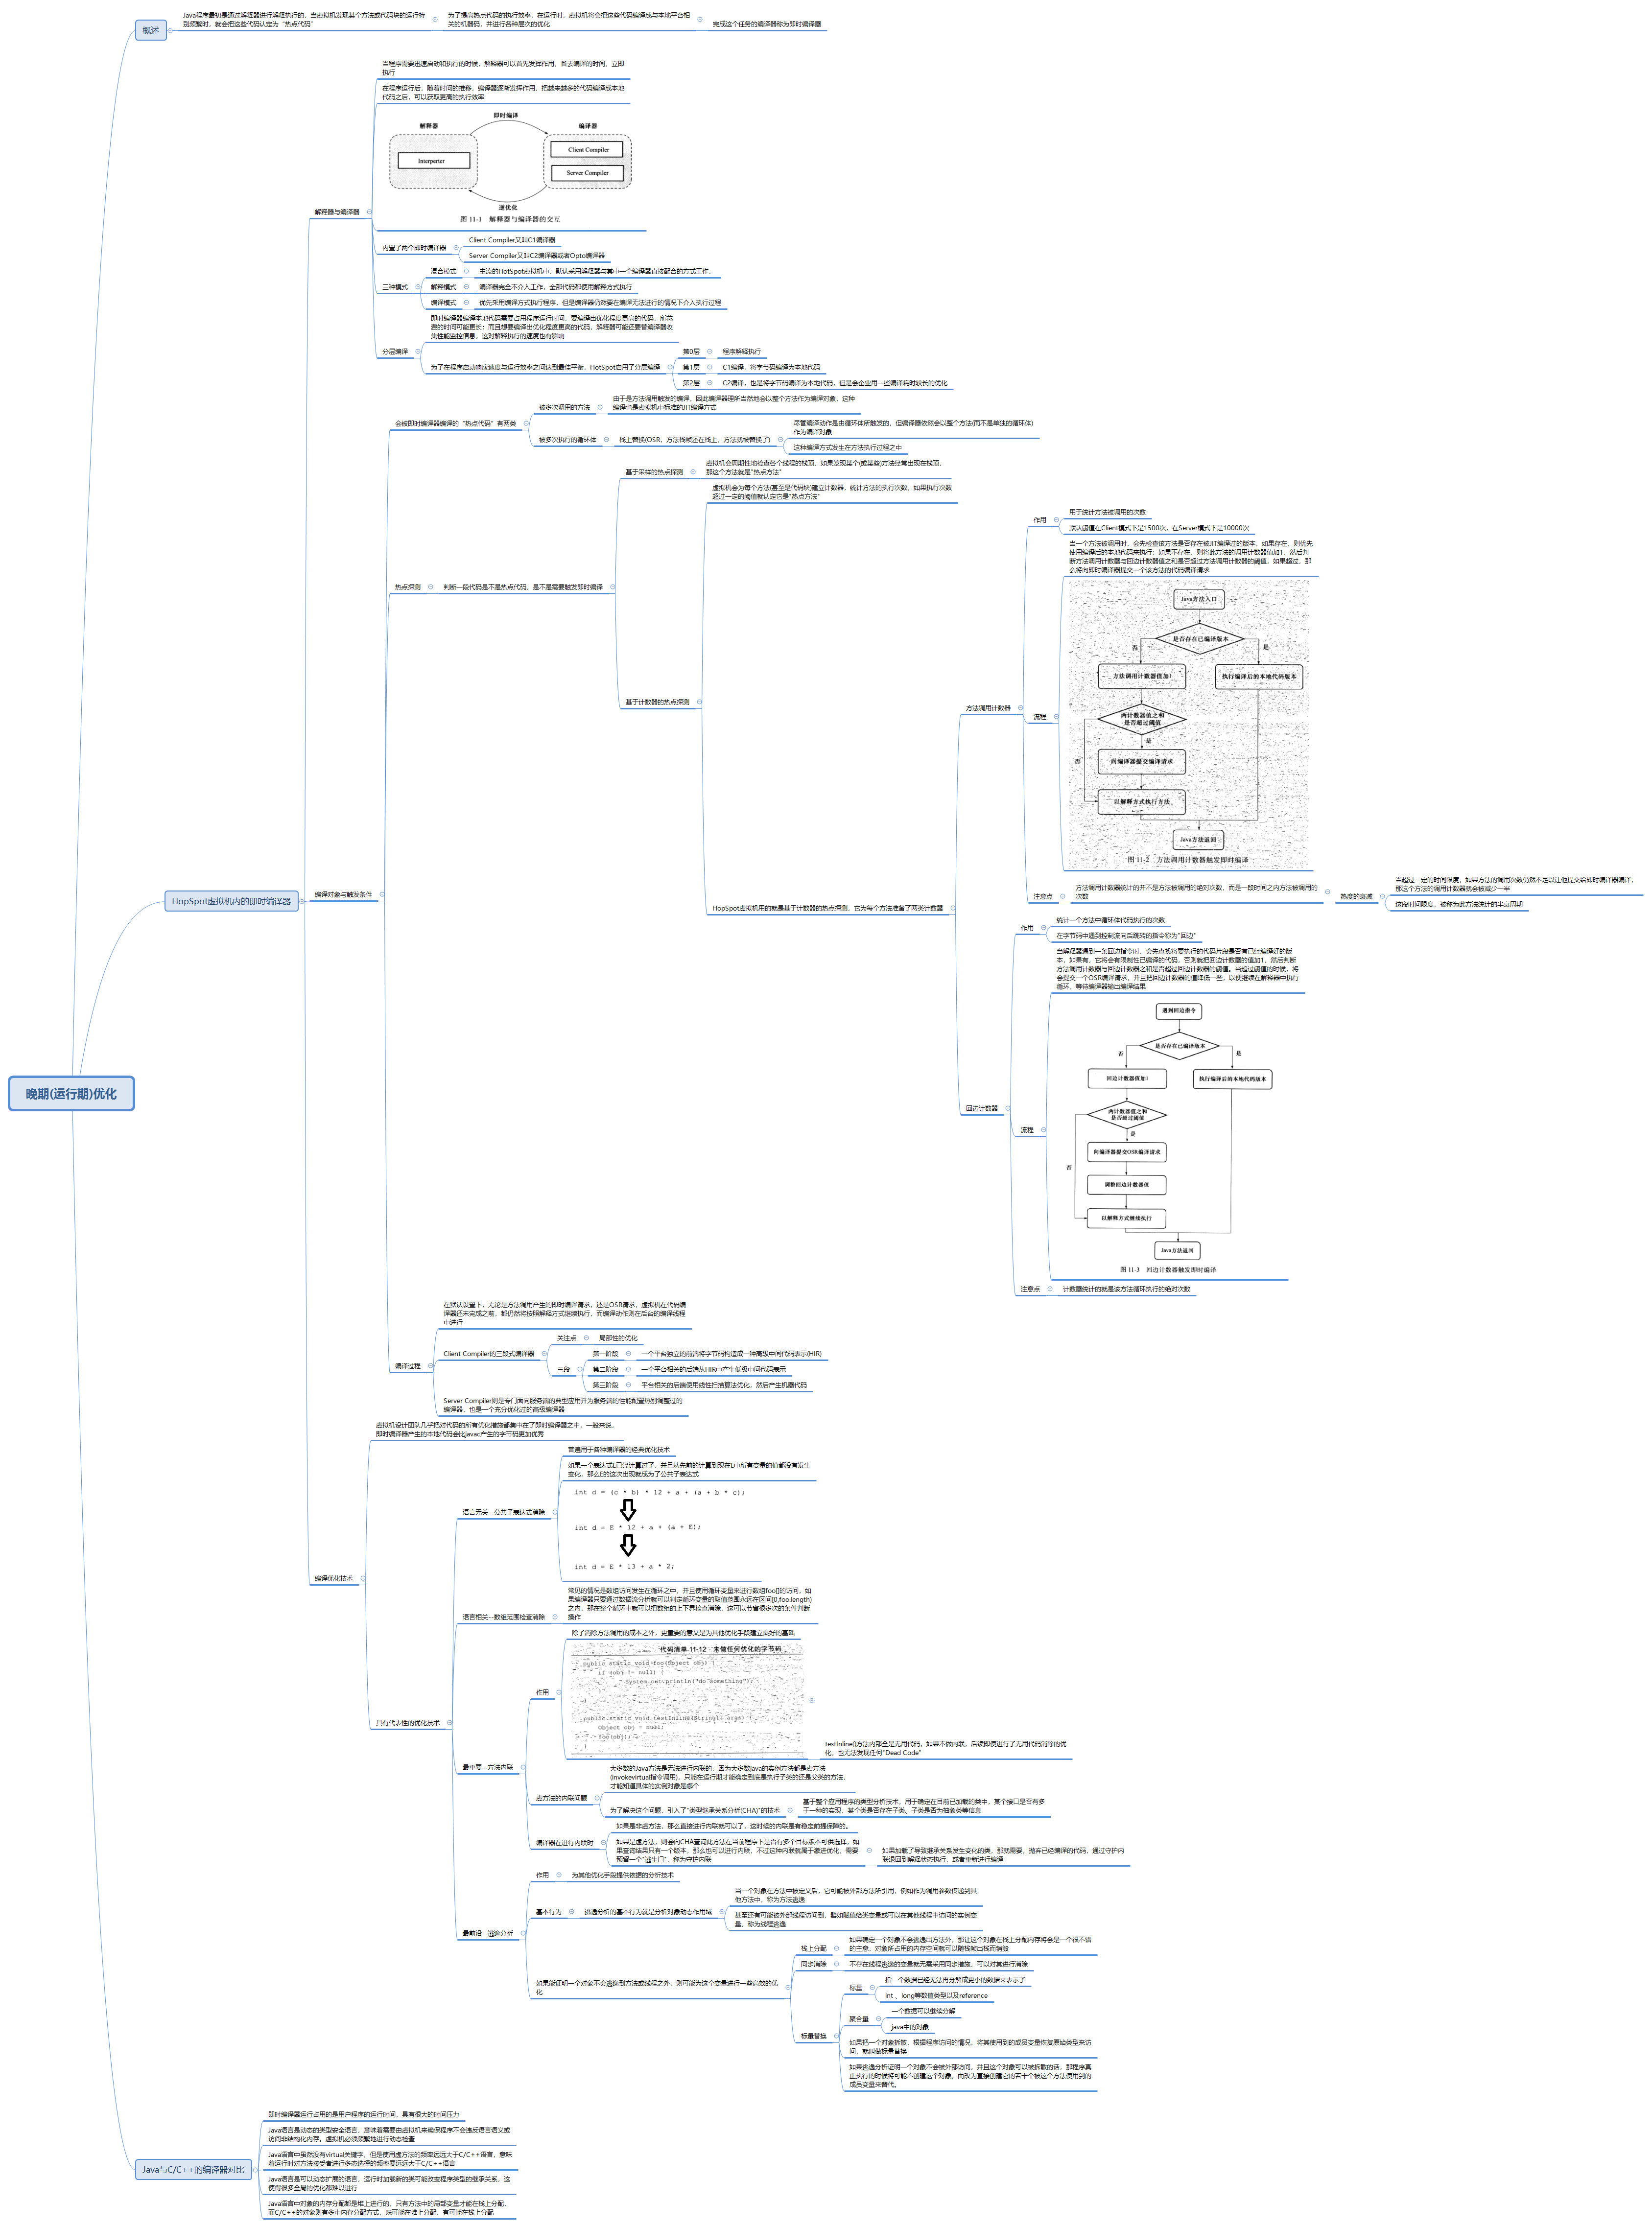 概述
Java程序最初是通过解释器进行解释执行的，当虚拟机发现某个方法或代码块的运行特
别频繁时，就会把这些代码认定为“热点代码”
为了提高热点代码的执行效率，在运行时，虚拟机将会把这些代码编译成与本地平台相
关的机器码，并进行各种层次的优化
完成这个任务的编译器称为即时编译器
晚期(运行期)优化
HopSpot虚拟机内的即时编译器
解释器与编译器
当程序需要迅速启动和执行的时候，解释器可以首先发挥作用，省去编译的时间，立即
执行
在程序运行后，随着时间的推移，编译器逐渐发挥作用，把越来越多的代码编译成本地
代码之后，可以获取更高的执行效率
即时编译
解释器
编译器
Interperter
Client Compiler
Server Compiler
逆优化
图 11-1 解释器与编译器的交互
内置了两个即时编译器
Client Compiler又叫C1编译器
Server Compiler又叫C2编译器或者Opto编译器
三种模式
混合模式
主流的HotSpot虚拟机中，默认采用解释器与其中一个编译器直接配合的方式工作，
解释模式
编译器完全不介入工作，全部代码都使用解释方式执行
编译模式
优先采用编译方式执行程序，但是编译器仍然要在编译无法进行的情况下介入执行过程
分层编译
即时编译器编译本地代码需要占用程序运行时间，要编译出优化程度更高的代码，所花
费的时间可能更长；而且想要编译出优化程度更高的代码，解释器可能还要替编译器收
集性能监控信息，这对解释执行的速度也有影响
为了在程序启动响应速度与运行效率之间达到最佳平衡，HotSpot启用了分层编译
第0层
程序解释执行
第1层
C1编译，将字节码编译为本地代码
第2层
C2编译，也是将字节码编译为本地代码，但是会企业用一些编译耗时较长的优化
编译对象与触发条件
会被即时编译器编译的“热点代码”有两类
被多次调用的方法
由于是方法调用触发的编译，因此编译器理所当然地会以整个方法作为编译对象，这种
编译也是虚拟机中标准的JIT编译方式
被多次执行的循环体
栈上替换(OSR，方法栈帧还在栈上，方法就被替换了)
尽管编译动作是由循环体所触发的，但编译器依然会以整个方法(而不是单独的循环体)
作为编译对象
这种编译方式发生在方法执行过程之中
热点探测
判断一段代码是不是热点代码，是不是需要触发即时编译
基于采样的热点探测
虚拟机会周期性地检查各个线程的栈顶，如果发现某个(或某些)方法经常出现在栈顶，
那这个方法就是"热点方法"
基于计数器的热点探测
虚拟机会为每个方法(甚至是代码块)建立计数器，统计方法的执行次数，如果执行次数
超过一定的阈值就认定它是"热点方法"
HopSpot虚拟机用的就是基于计数器的热点探测，它为每个方法准备了两类计数器
方法调用计数器
作用
用于统计方法被调用的次数
默认阈值在Client模式下是1500次，在Server模式下是10000次
流程
当一个方法被调用时，会先检查该方法是否存在被JIT编译过的版本，如果存在，则优先
使用编译后的本地代码来执行；如果不存在，则将此方法的调用计数器值加1，然后判
断方法调用计数器与回边计数器值之和是否超过方法调用计数器的阈值，如果超过，那
么将向即时编译器提交一个该方法的代码编译请求
Java方法入口
是否存在已编译版本
否
是
方法调用计数器值加1
执行编译后的本地代码版本
两计数器值之和
是否超过阈值
是
否
向编译器提交编译请求
以解释方式执行方法
Java方法返回
图 11-2 方法调用计数器触发即时编译
注意点
方法调用计数器统计的并不是方法被调用的绝对次数，而是一段时间之内方法被调用的
次数
热度的衰减
当超过一定的时间限度，如果方法的调用次数仍然不足以让他提交给即时编译器编译，
那这个方法的调用计数器就会被减少一半
这段时间限度，被称为此方法统计的半衰周期
回边计数器
作用
统计一个方法中循环体代码执行的次数
在字节码中遇到控制流向后跳转的指令称为"回边"
流程
当解释器遇到一条回边指令时，会先查找将要执行的代码片段是否有已经编译好的版
本，如果有，它将会有限制性已编译的代码，否则就把回边计数器的值加1，然后判断
方法调用计数器与回边计数器之和是否超过回边计数器的阈值，当超过阈值的时候，将
会提交一个OSR编译请求，并且把回边计数器的值降低一些，以便继续在解释器中执行
循环，等待编译器输出编译结果
遇到回边指令
是否存在已编译版本
否
是
回边计数器值加1
执行编译后的本地代码版本
两计数器值之和
是否超过阈值
是
否
向编译器提交OSR编译请求
调整回边计数器值
以解释方式继续执行
Java方法返回
图 11-3 回边计数器触发即时编译
注意点
计数器统计的就是该方法循环执行的绝对次数
编译过程
在默认设置下，无论是方法调用产生的即时编译请求，还是OSR请求，虚拟机在代码编
译器还未完成之前，都仍然将按照解释方式继续执行，而编译动作则在后台的编译线程
中进行
Client Compiler的三段式编译器
关注点
局部性的优化
三段
第一阶段
一个平台独立的前端将字节码构造成一种高级中间代码表示(HIR)
第二阶段
一个平台相关的后端从HIR中产生低级中间代码表示
第三阶段
平台相关的后端使用线性扫描算法优化，然后产生机器代码
Server Compiler则是专门面向服务端的典型应用并为服务端的性能配置热别调整过的
编译器，也是一个充分优化过的高级编译器
编译优化技术
虚拟机设计团队几乎把对代码的所有优化措施都集中在了即时编译器之中，一般来说，
即时编译器产生的本地代码会比javac产生的字节码更加优秀
具有代表性的优化技术
语言无关--公共子表达式消除
普遍用于各种编译器的经典优化技术
如果一个表达式E已经计算过了，并且从先前的计算到现在E中所有变量的值都没有发生
变化，那么E的这次出现就成为了公共子表达式
int d = (c * b) * 12 + a + (a + b * c);
int d = E * 12 + a + (a + E);
int d = E * 13 + a * 2;
语言相关--数组范围检查消除
常见的情况是数组访问发生在循环之中，并且使用循环变量来进行数组foo[]的访问，如
果编译器只要通过数据流分析就可以判定循环变量的取值范围永远在区间[0,foo.length)
之内，那在整个循环中就可以把数组的上下界检查消除，这可以节省很多次的条件判断
操作
最重要--方法内联
作用
除了消除方法调用的成本之外，更重要的意义是为其他优化手段建立良好的基础
代码清单 11-12 未做任何优化的字节码
public static void foo(Object obj) {
if (obj != null) {
System.out.println("do something");
}
}
public static void testInline(String[] args) {
Object obj = null;
foo(obj);
}
testInline()方法内部全是无用代码，如果不做内联，后续即使进行了无用代码消除的优
化，也无法发现任何"Dead Code"
虚方法的内联问题
大多数的Java方法是无法进行内联的，因为大多数java的实例方法都是虚方法
(Invokevirtual指令调用)，只能在运行期才能确定到底是执行子类的还是父类的方法，
才能知道具体的实例对象是哪个
为了解决这个问题，引入了"类型继承关系分析(CHA)"的技术
基于整个应用程序的类型分析技术，用于确定在目前已加载的类中，某个接口是否有多
于一种的实现，某个类是否存在子类、子类是否为抽象类等信息
编译器在进行内联时
如果是非虚方法，那么直接进行内联就可以了，这时候的内联是有稳定前提保障的。
如果是虚方法，则会向CHA查询此方法在当前程序下是否有多个目标版本可供选择，如
果查询结果只有一个版本，那么也可以进行内联，不过这种内联就属于激进优化，需要
预留一个"逃生门"，称为守护内联
如果加载了导致继承关系发生变化的类，那就需要，抛弃已经编译的代码，通过守护内
联退回到解释状态执行，或者重新进行编译
最前沿--逃逸分析
作用
为其他优化手段提供依据的分析技术
基本行为
逃逸分析的基本行为就是分析对象动态作用域
当一个对象在方法中被定义后，它可能被外部方法所引用，例如作为调用参数传递到其
他方法中，称为方法逃逸
甚至还有可能被外部线程访问到，譬如赋值给类变量或可以在其他线程中访问的实例变
量，称为线程逃逸
如果能证明一个对象不会逃逸到方法或线程之外，则可能为这个变量进行一些高效的优
化
栈上分配
如果确定一个对象不会逃逸出方法外，那让这个对象在栈上分配内存将会是一个很不错
的主意，对象所占用的内存空间就可以随栈帧出栈而销毁
同步消除
不存在线程逃逸的变量就无需采用同步措施，可以对其进行消除
标量替换
标量
指一个数据已经无法再分解成更小的数据来表示了
int 、long等数值类型以及reference
聚合量
一个数据可以继续分解
java中的对象
如果把一个对象拆散，根据程序访问的情况，将其使用到的成员变量恢复原始类型来访
问，就叫做标量替换
如果逃逸分析证明一个对象不会被外部访问，并且这个对象可以被拆散的话，那程序真
正执行的时候将可能不创建这个对象，而改为直接创建它的若干个被这个方法使用到的
成员变量来替代。
Java与C/C++的编译器对比
即时编译器运行占用的是用户程序的运行时间，具有很大的时间压力
Java语言是动态的类型安全语言，意味着需要由虚拟机来确保程序不会违反语言语义或
访问非结构化内存。虚拟机必须频繁地进行动态检查
Java语言中虽然没有virtual关键字，但是使用虚方法的频率远远大于C/C++语言，意味
着运行时对方法接受者进行多态选择的频率要远远大于C/C++语言
Java语言是可以动态扩展的语言，运行时加载新的类可能改变程序类型的继承关系，这
使得很多全局的优化都难以进行
Java语言中对象的内存分配都是堆上进行的，只有方法中的局部变量才能在栈上分配，
而C/C++的对象则有多中内存分配方式，既可能在堆上分配，有可能在栈上分配